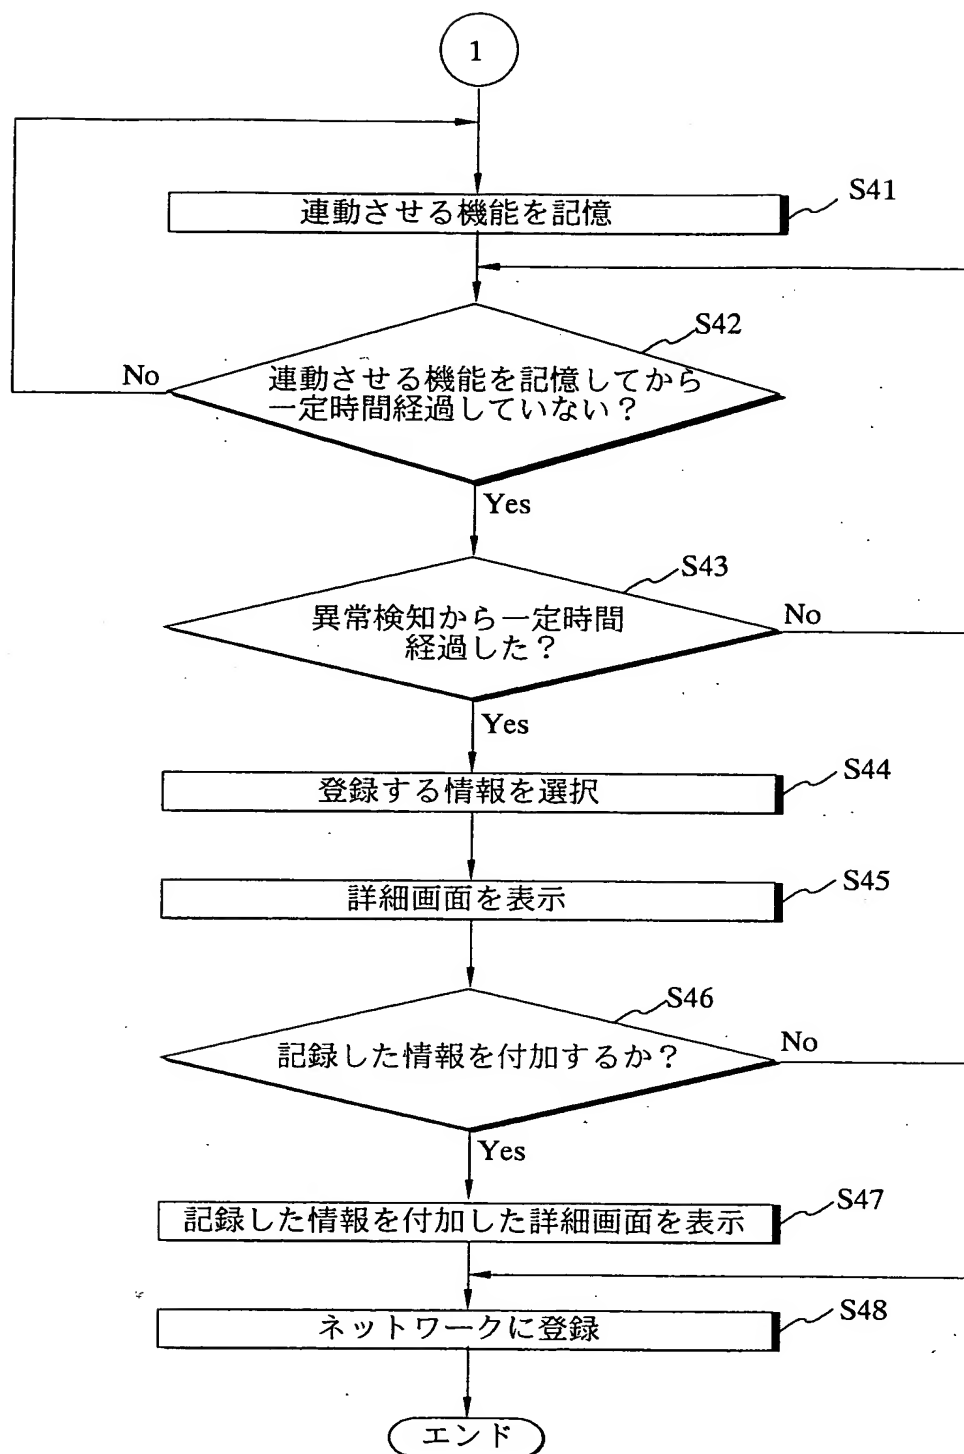 1
連動させる機能を記憶
S41
S42
No
連動させる機能を記憶してから
一定時間経過していない?
Yes
S43
異常検知から一定時間
経過した?
No
Yes
登録する情報を選択
S44
詳細画面を表示
S45
S46
記録した情報を付加するか?
No
Yes
記録した情報を付加した詳細画面を表示
S47
ネットワークに登録
S48
エンド